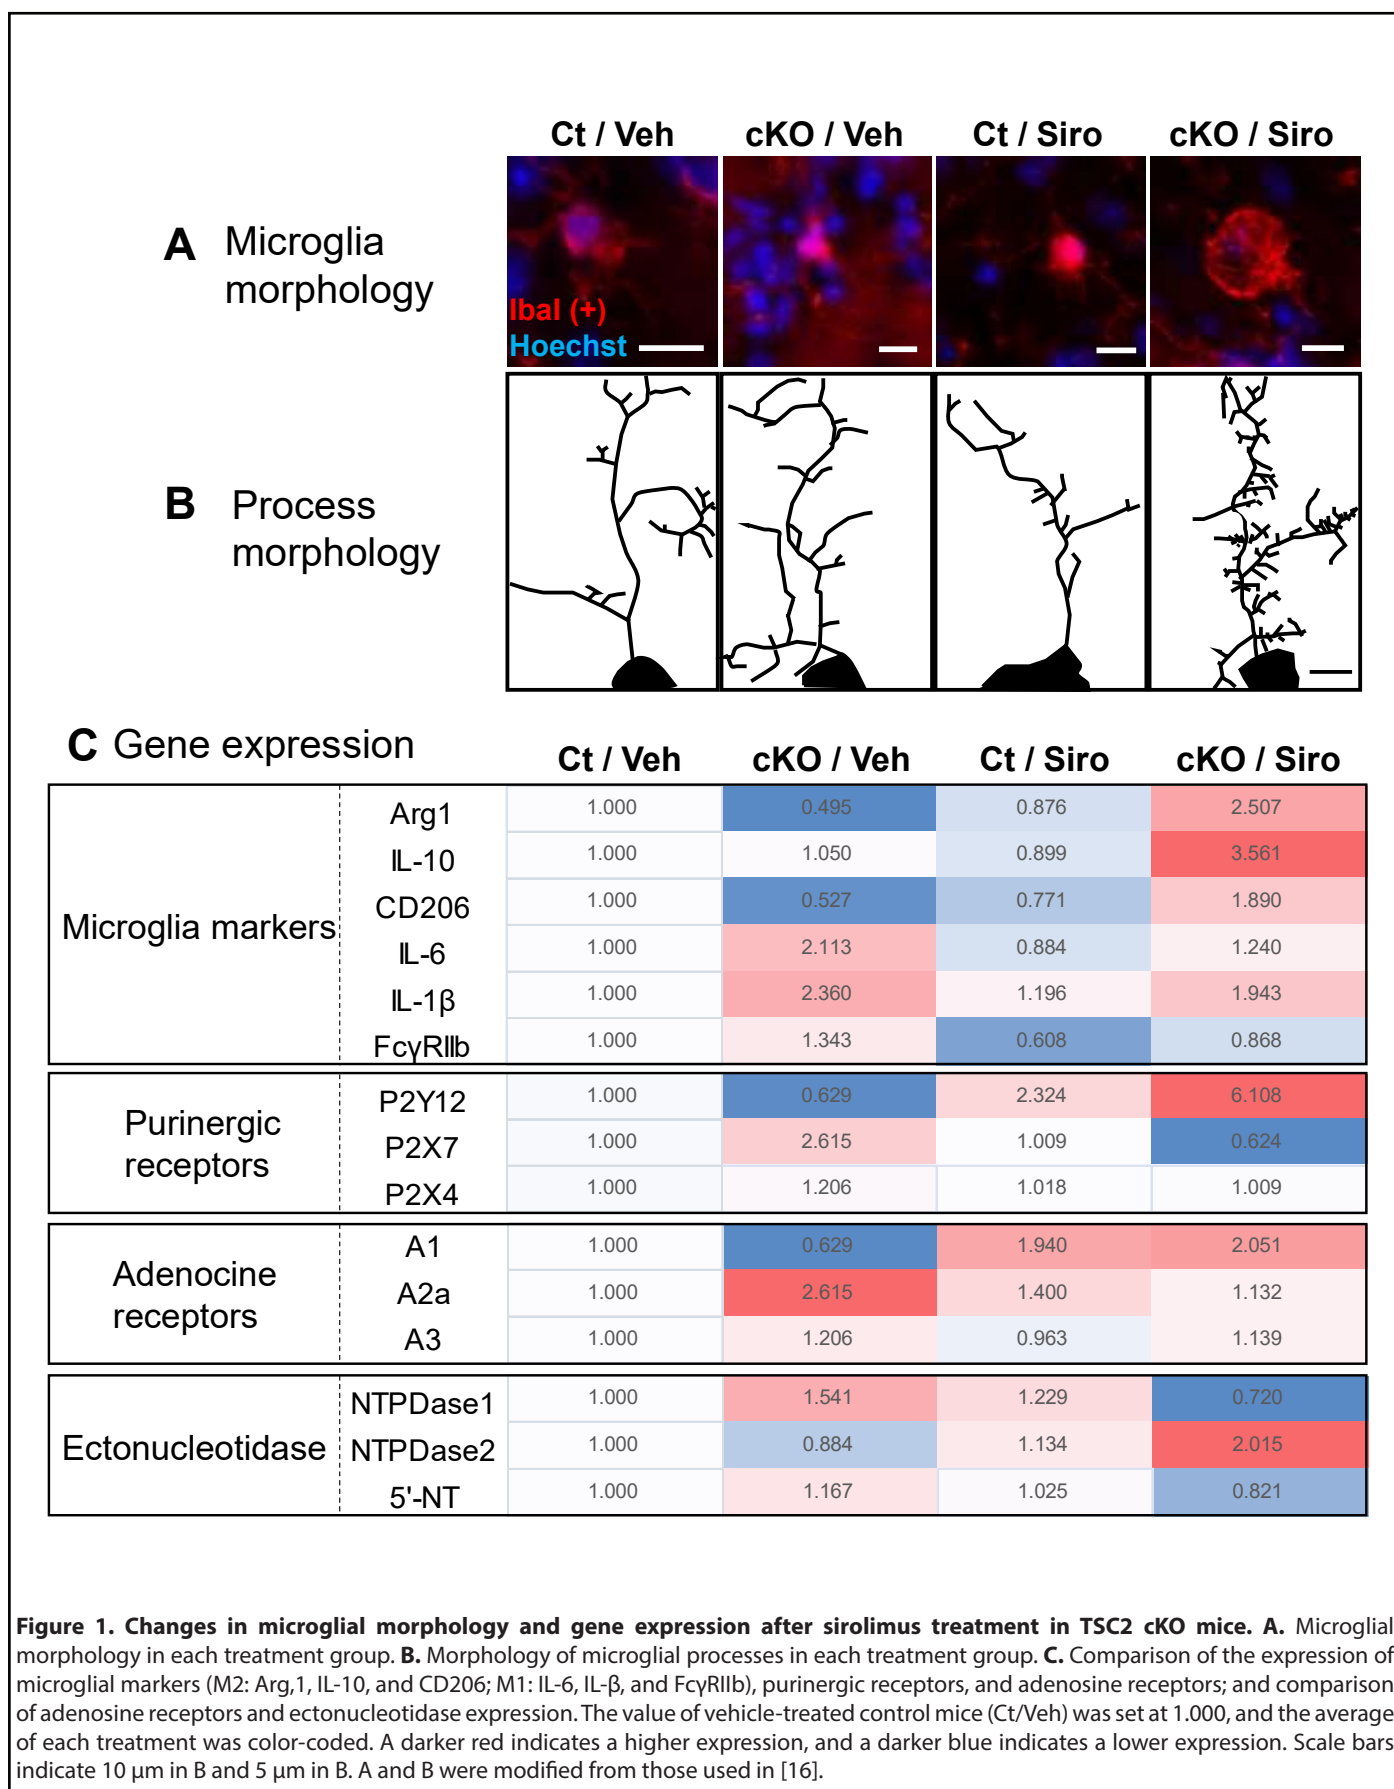 Ct / Veh cKO / Veh Ct / Siro cKO / Siro
A Microglia
morphology
IbaI (+)
Hoechst
B Process
morphology
C Gene expression
Ct / Veh cKO / Veh Ct / Siro cKO / Siro
Microglia markers
Arg1 1.000 0.495 0.876 2.507
IL-10 1.000 1.050 0.899 3.561
CD206 1.000 0.527 0.771 1.890
IL-6 1.000 2.113 0.884 1.240
IL-1β 1.000 2.360 1.196 1.943
FcγRIIb 1.000 1.343 0.608 0.868
Purinergic
receptors
P2Y12 1.000 0.629 2.324 6.108
P2X7 1.000 2.615 1.009 0.624
P2X4 1.000 1.206 1.018 1.009
Adenocine
receptors
A1 1.000 0.629 1.940 2.051
A2a 1.000 2.615 1.400 1.132
A3 1.000 1.206 0.963 1.139
Ectonucleotidase
NTPDase1 1.000 1.541 1.229 0.720
NTPDase2 1.000 0.884 1.134 2.015
5'-NT 1.000 1.167 1.025 0.821
Figure 1. Changes in microglial morphology and gene expression after sirolimus treatment in TSC2 cKO mice. A. Microglial
morphology in each treatment group. B. Morphology of microglial processes in each treatment group. C. Comparison of the expression of
microglial markers (M2: Arg,1, IL-10, and CD206; M1: IL-6, IL-β, and FcγRIIb), purinergic receptors, and adenosine receptors; and comparison
of adenosine receptors and ectonucleotidase expression. The value of vehicle-treated control mice (Ct/Veh) was set at 1.000, and the average
of each treatment was color-coded. A darker red indicates a higher expression, and a darker blue indicates a lower expression. Scale bars
indicate 10 μm in B and 5 μm in B. A and B were modified from those used in [16].